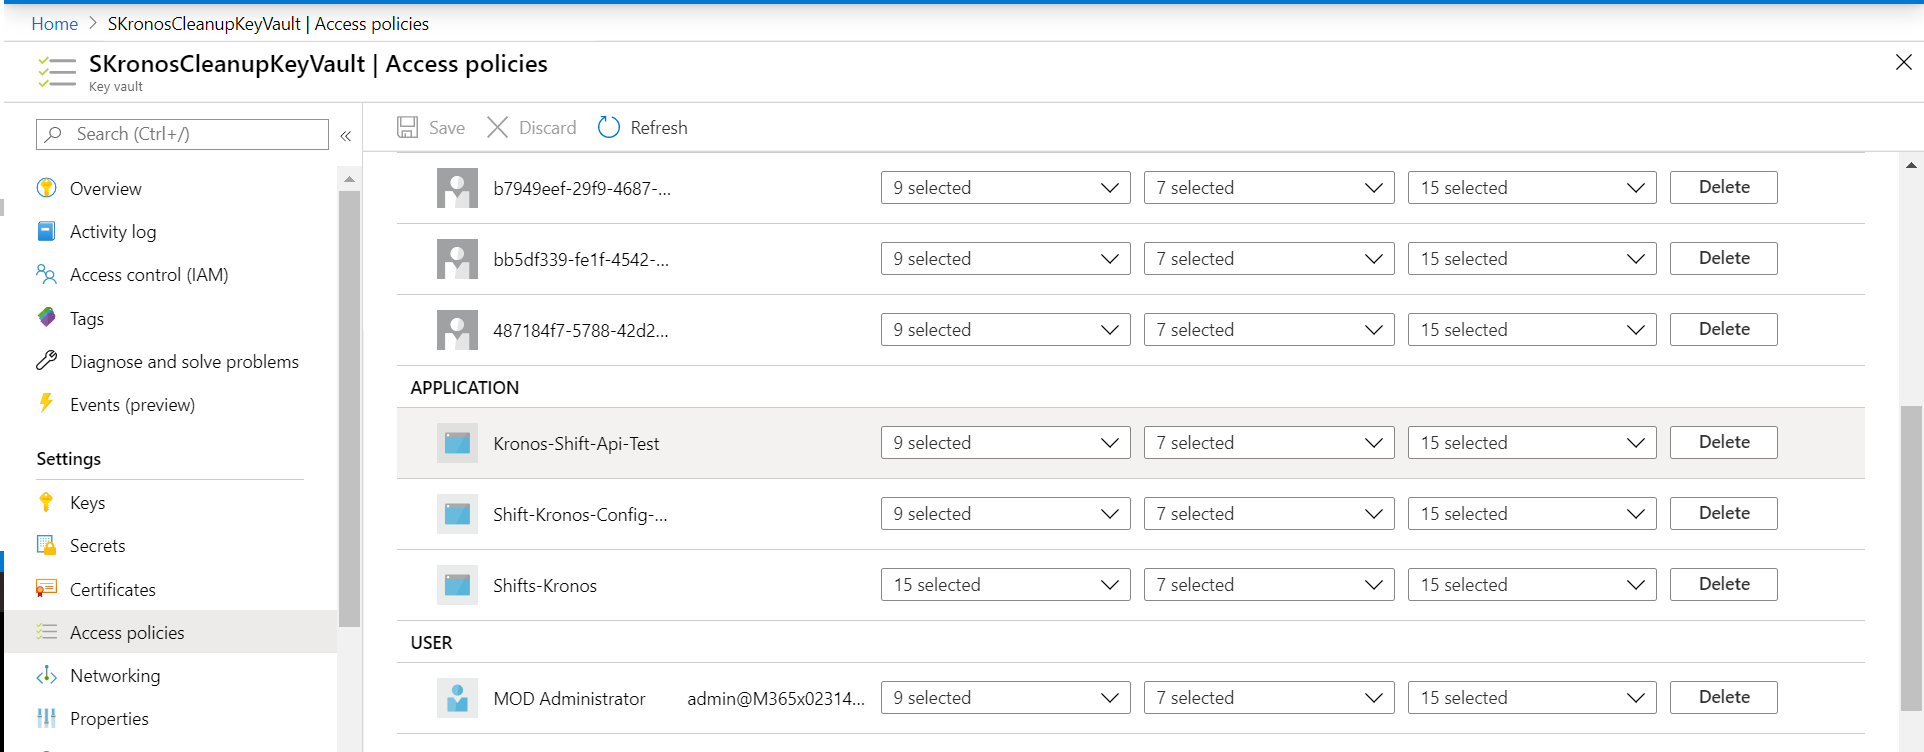 Home > SKronosCleanupKeyVault | Access policies
SKronosCleanupKeyVault | Access policies
Key vault
Search (Ctrl+/)
«
Save Discard Refresh
Overview
Activity log
Access control (IAM)
Tags
Diagnose and solve problems
Events (preview)
Settings
Keys
Secrets
Certificates
Access policies
Networking
Properties
b7949eef-29f9-4687-... 9 selected 7 selected 15 selected Delete
bb5df339-fe1f-4542-... 9 selected 7 selected 15 selected Delete
487184f7-5788-42d2... 9 selected 7 selected 15 selected Delete
APPLICATION
Kronos-Shift-Api-Test 9 selected 7 selected 15 selected Delete
Shift-Kronos-Config-... 9 selected 7 selected 15 selected Delete
Shifts-Kronos 15 selected 7 selected 15 selected Delete
USER
MOD Administrator admin@M365x02314... 9 selected 7 selected 15 selected Delete